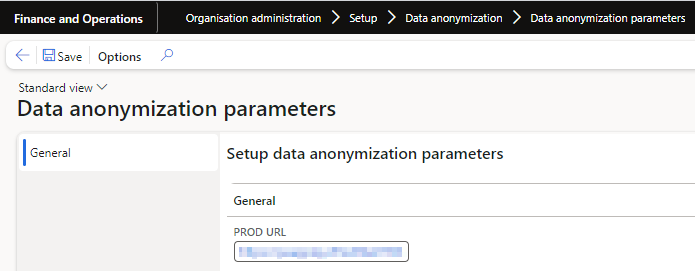 Finance and Operations Organisation administration Setup Data anonymization Data anonymization parameters
Save Options
Standard view
Data anonymization parameters
General
Setup data anonymization parameters
General
PROD URL